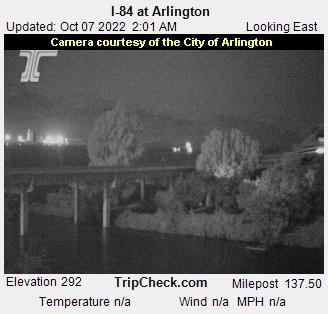 I-84 at Arlington
Updated: Oct 07 2022 2:01 AM Looking East
Camera courtesy of the City of Arlington
Elevation 292 TripCheck.com Milepost 137.50
Temperature n/a Wind n/a MPH n/a